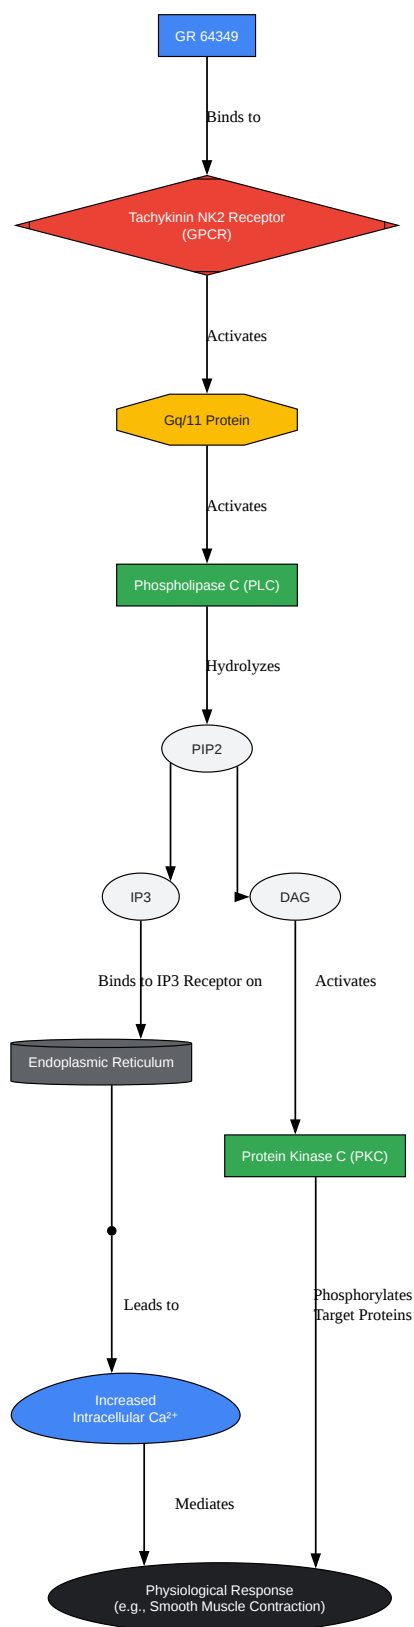 GR 64349
Binds to
Tachykinin NK2 Receptor
(GPCR)
Activates
Gq/11 Protein
Activates
Phospholipase C (PLC)
Hydrolyzes
PIP2
IP3
DAG
Binds to IP3 Receptor on
Activates
Endoplasmic Reticulum
Protein Kinase C (PKC)
Phosphorylates
Target Proteins
Leads to
Increased
Intracellular Ca²⁺
Mediates
Physiological Response
(e.g., Smooth Muscle Contraction)